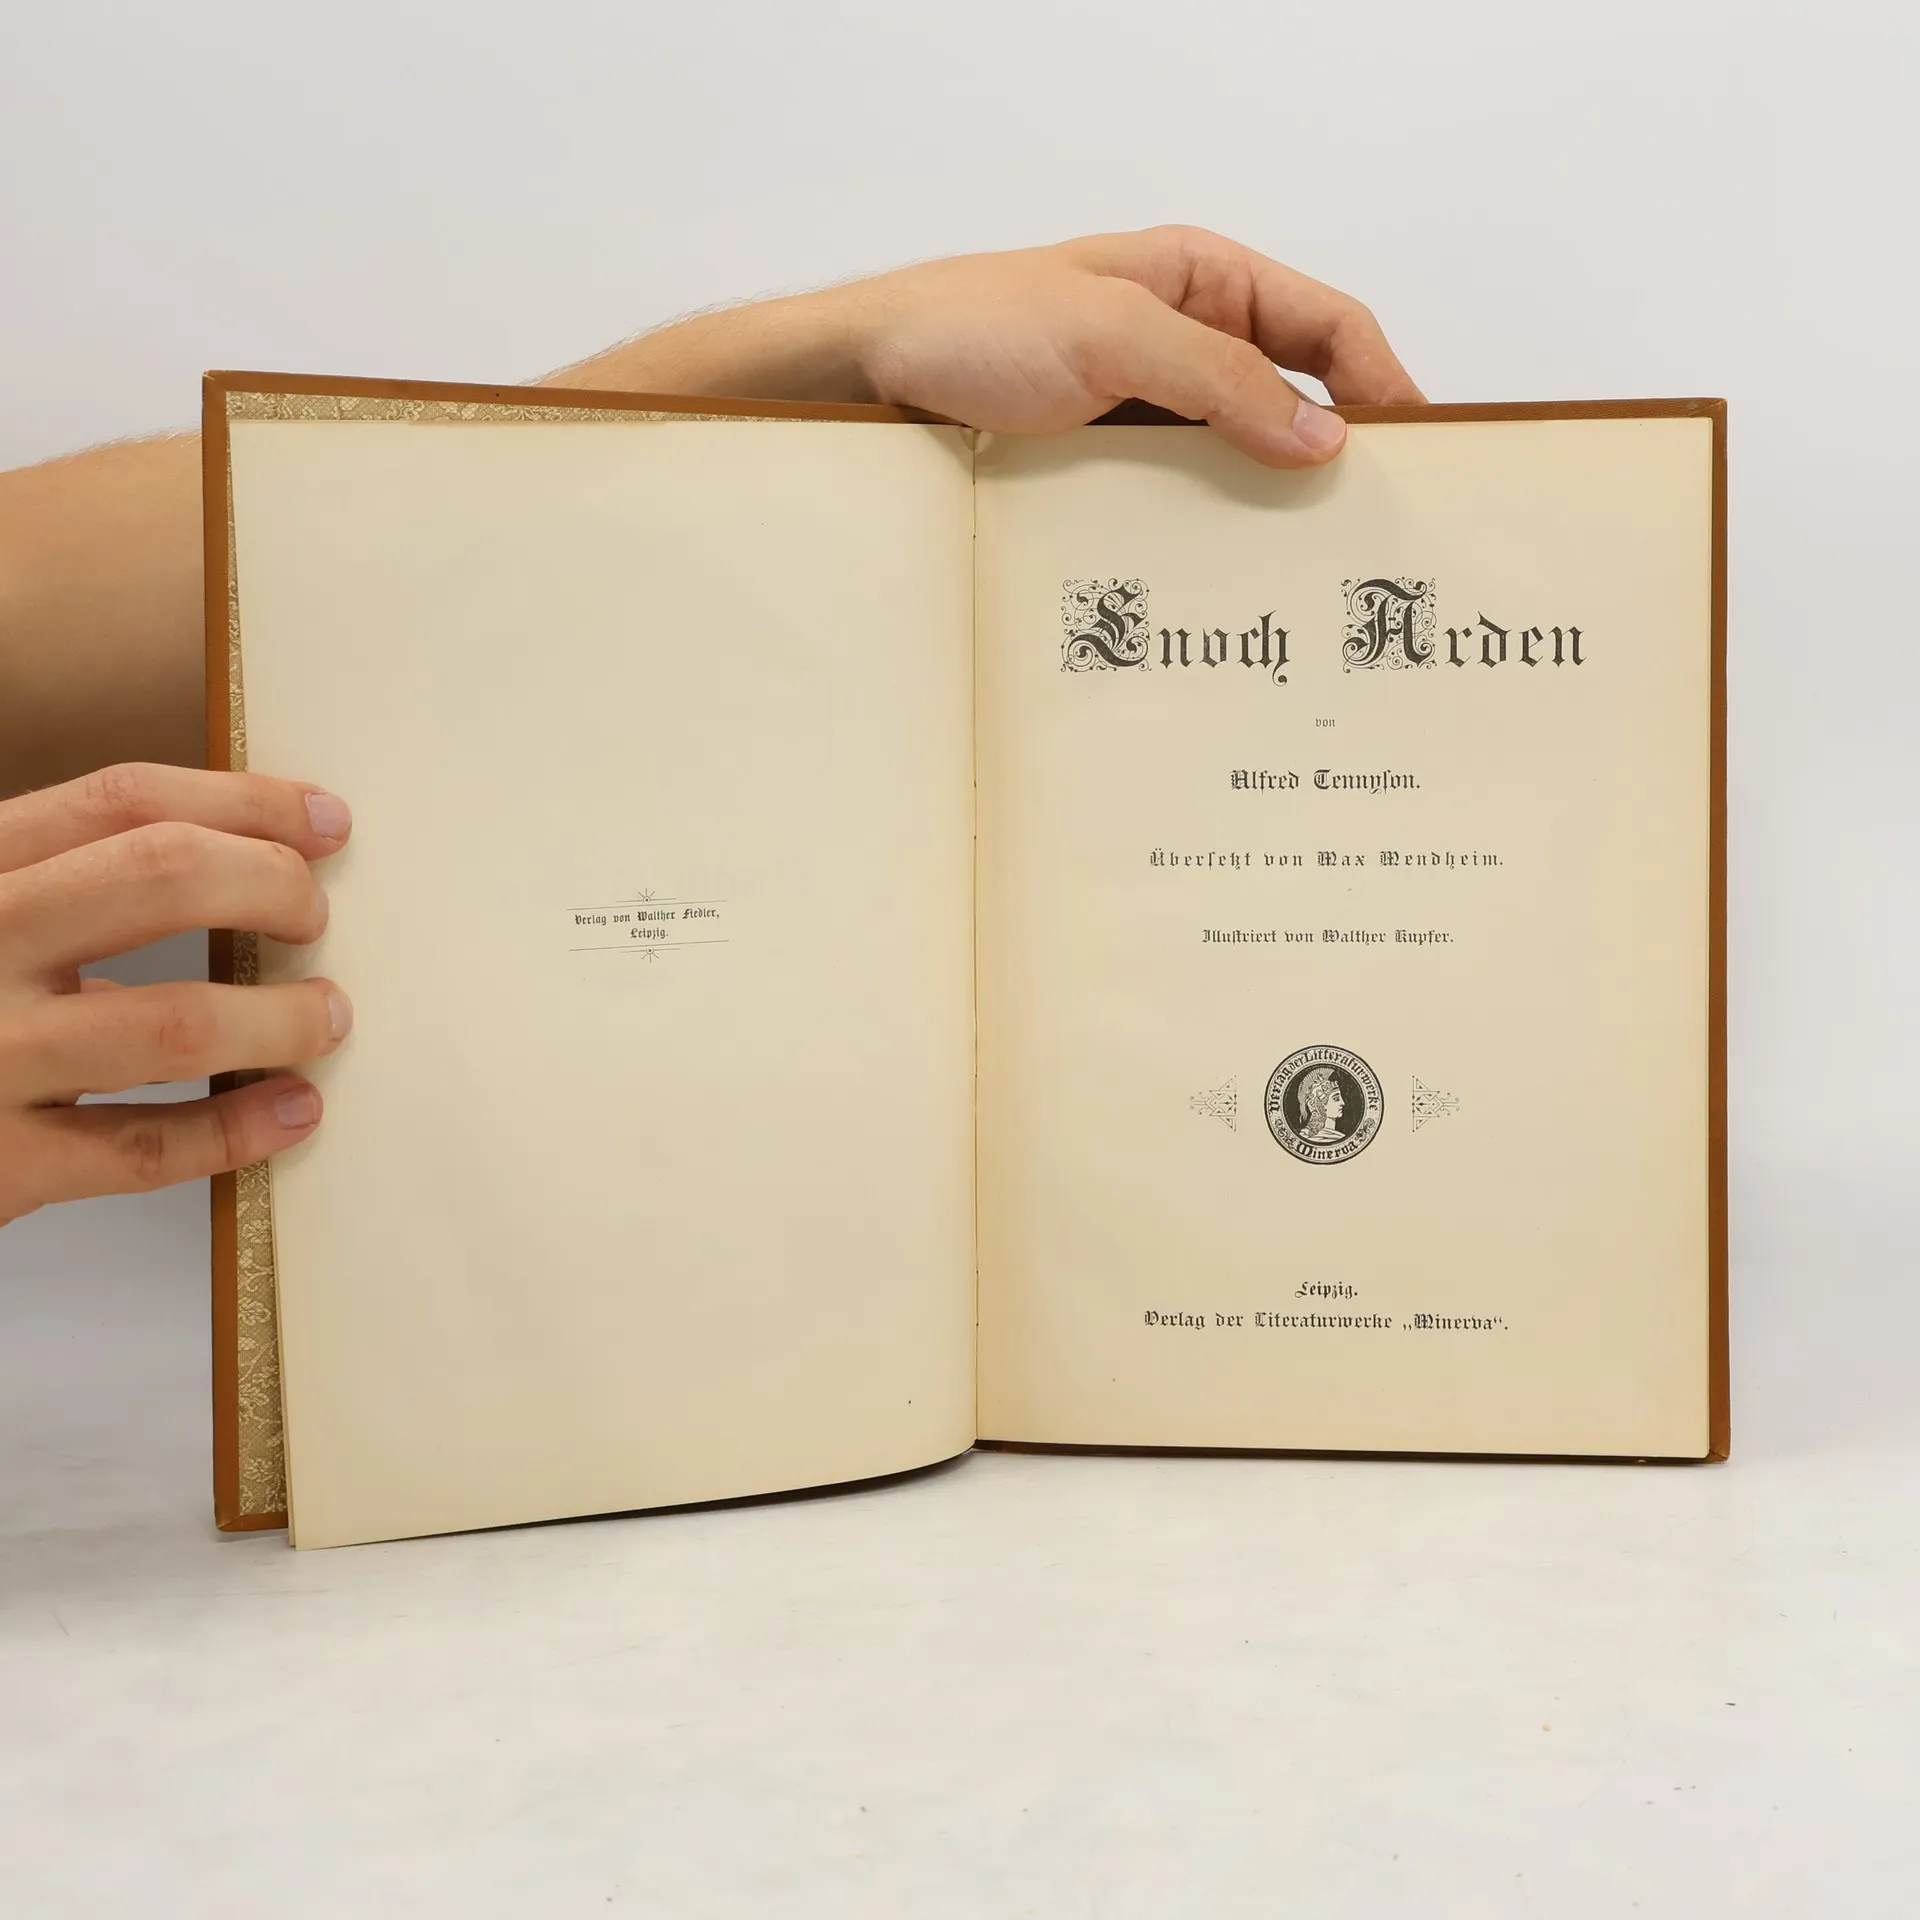 Verlag von Walther Fiedler,
Leipzig.
Enoch Arden
von
Alfred Tennyson.
Übersetzt von Max Mendheim.
Illustriert von Walther Kupfer.
Verlag der Litteraturwerke
Minerva
Leipzig.
Verlag der Literaturwerke „Minerva“.